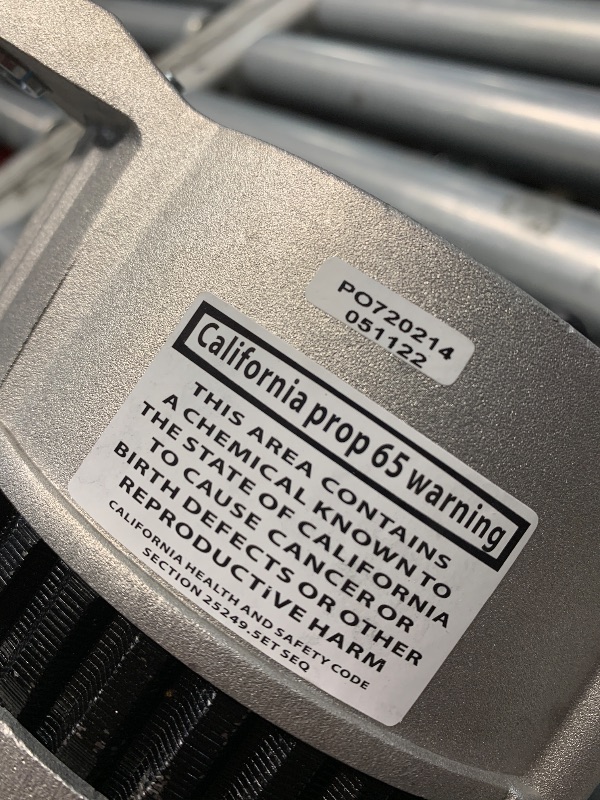 PO720214
051122
California prop 65 warning
THIS AREA CONTAINS
A CHEMICAL KNOWN TO
THE STATE OF CALIFORNIA
TO CAUSE CANCER OR
BIRTH DEFECTS OR OTHER
REPRODUCTiVE HARM
CALIFORNIA HEALTH AND SAFETY CODE
SECTION 25249.5ET SEQ